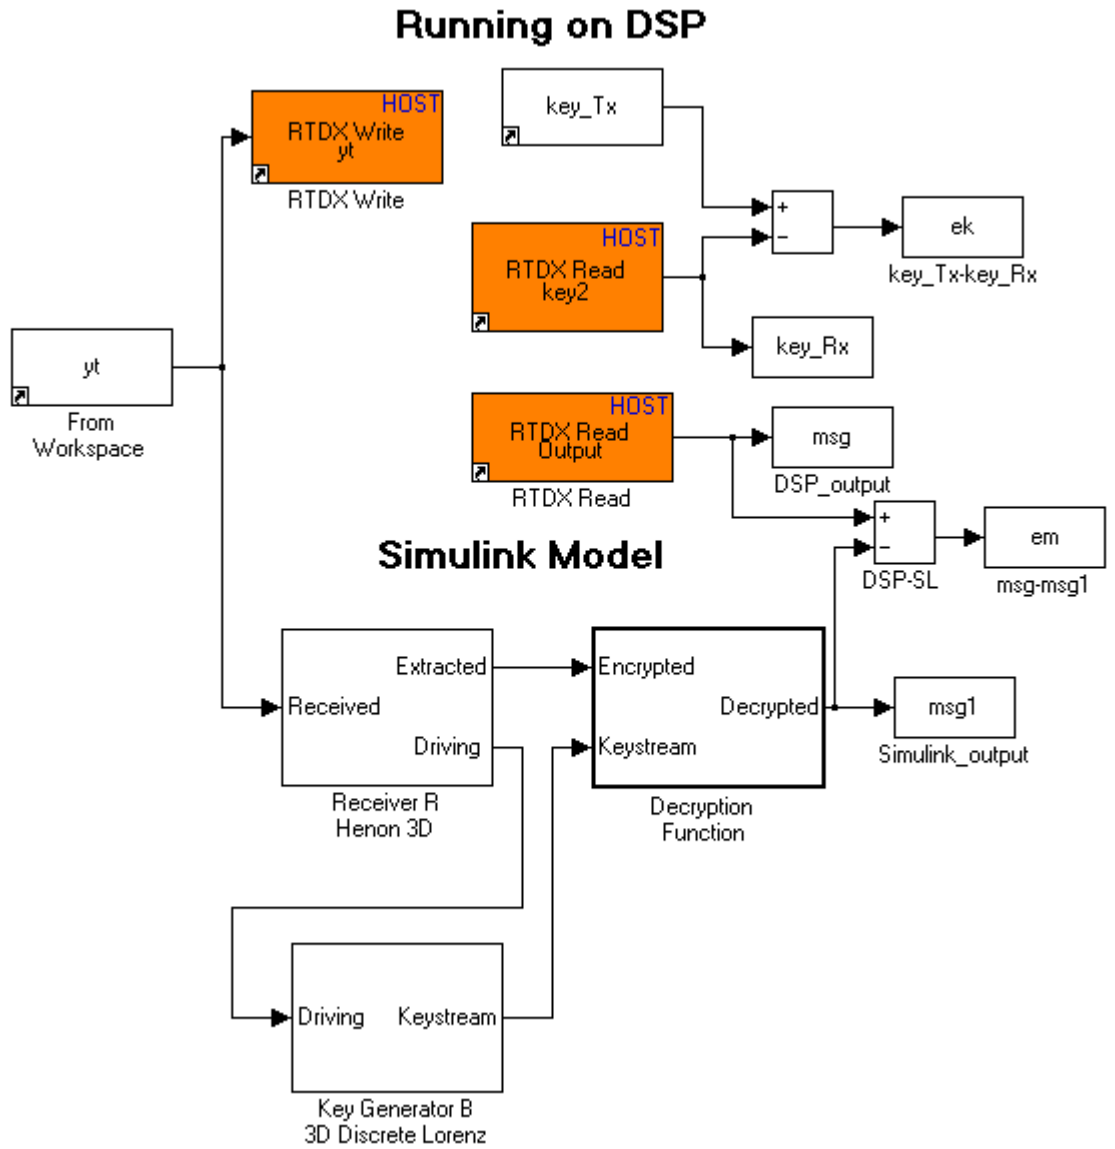 Running on DSP
HOST
RTDX Write
yt
RTDX Write
key_Tx
+
−
ek
key_Tx-key_Rx
HOST
RTDX Read
key2
key_Rx
yt
From
Workspace
HOST
RTDX Read
Output
RTDX Read
msg
DSP_output
+
−
DSP-SL
em
msg-msg1
Simulink Model
Extracted
Received
Driving
Receiver R
Henon 3D
Encrypted
Decrypted
Keystream
Decryption
Function
msg1
Simulink_output
Driving
Keystream
Key Generator B
3D Discrete Lorenz